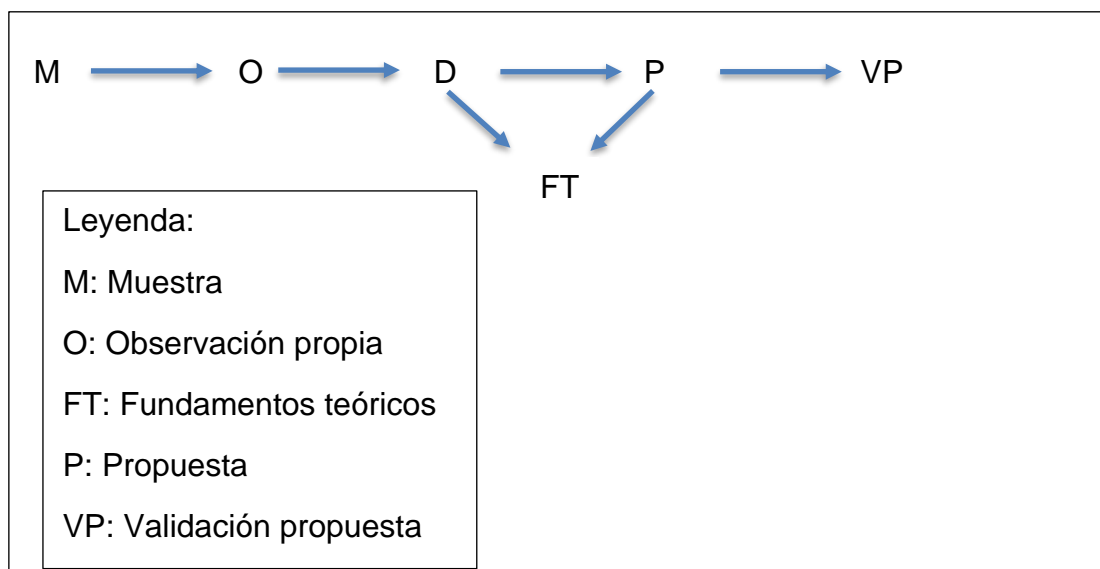 M O D P VP
FT
Leyenda:
M: Muestra
O: Observación propia
FT: Fundamentos teóricos
P: Propuesta
VP: Validación propuesta